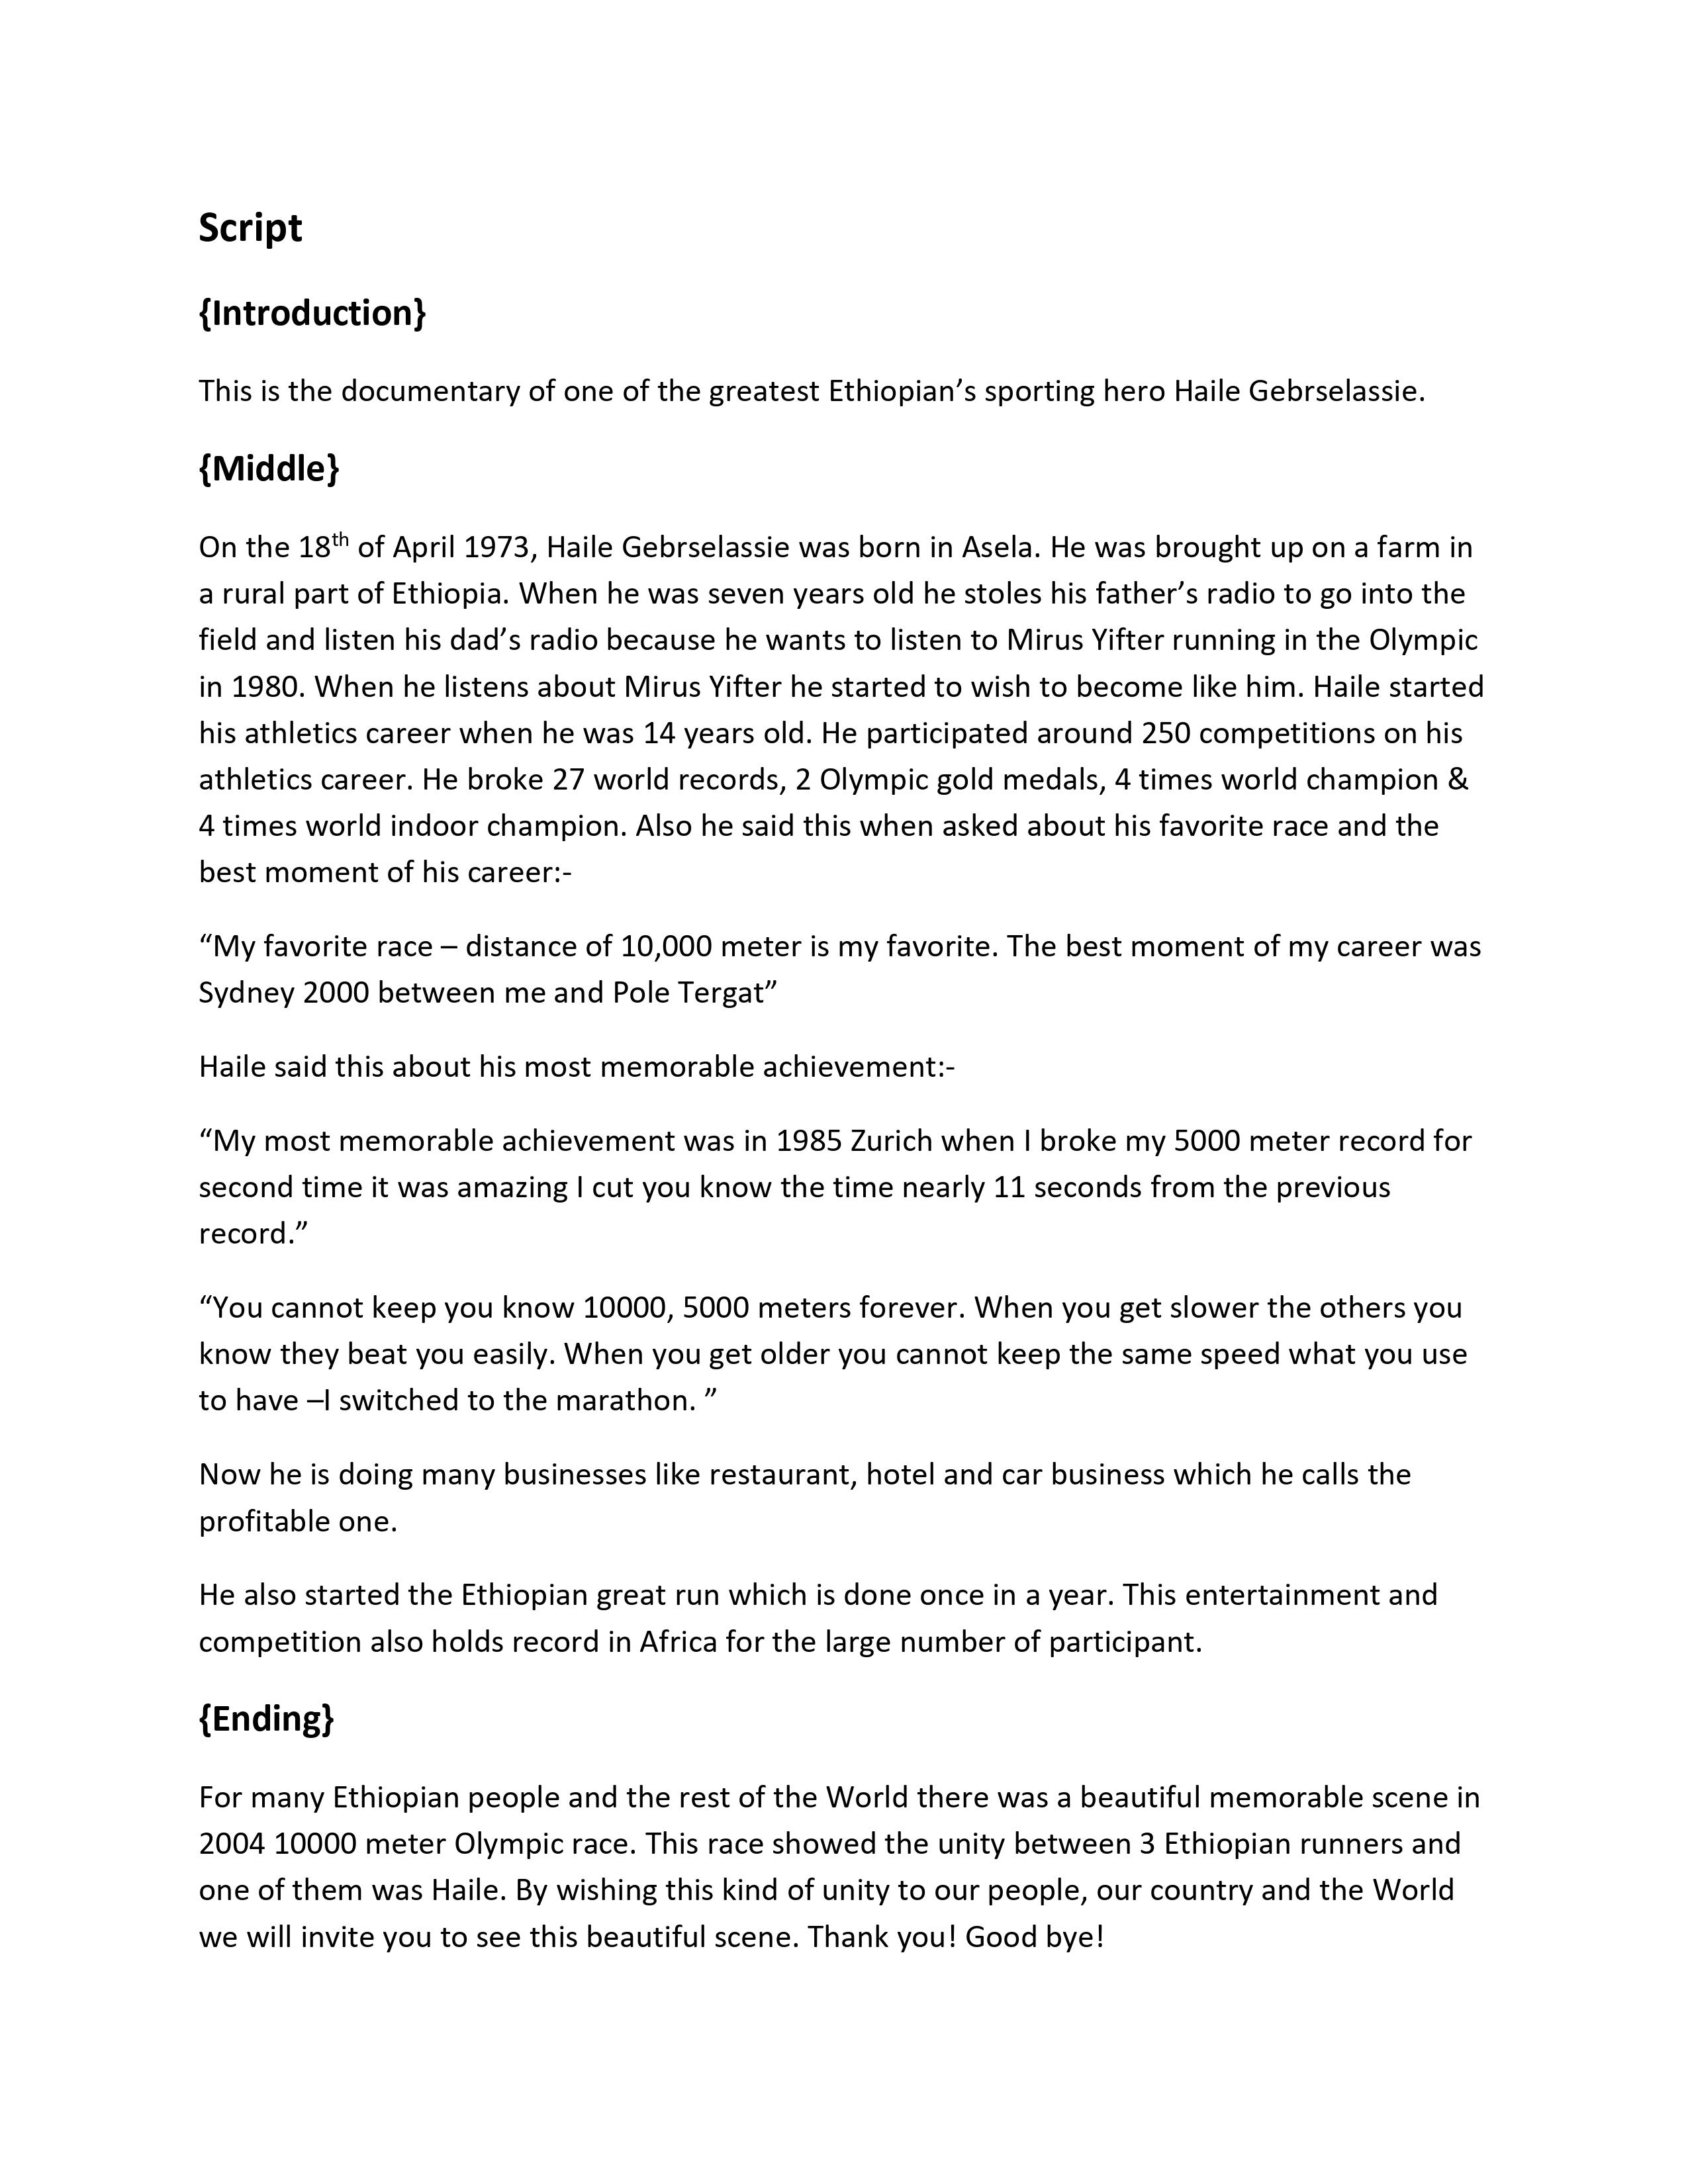 Script
{Introduction}
This is the documentary of one of the greatest Ethiopian’s sporting hero Haile Gebrselassie.
{Middle}
On the 18th of April 1973, Haile Gebrselassie was born in Asela. He was brought up on a farm in
a rural part of Ethiopia. When he was seven years old he stoles his father’s radio to go into the
field and listen his dad’s radio because he wants to listen to Mirus Yifter running in the Olympic
in 1980. When he listens about Mirus Yifter he started to wish to become like him. Haile started
his athletics career when he was 14 years old. He participated around 250 competitions on his
athletics career. He broke 27 world records, 2 Olympic gold medals, 4 times world champion &
4 times world indoor champion. Also he said this when asked about his favorite race and the
best moment of his career:-
“My favorite race – distance of 10,000 meter is my favorite. The best moment of my career was
Sydney 2000 between me and Pole Tergat”
Haile said this about his most memorable achievement:-
“My most memorable achievement was in 1985 Zurich when I broke my 5000 meter record for
second time it was amazing I cut you know the time nearly 11 seconds from the previous
record.”
“You cannot keep you know 10000, 5000 meters forever. When you get slower the others you
know they beat you easily. When you get older you cannot keep the same speed what you use
to have –I switched to the marathon. ”
Now he is doing many businesses like restaurant, hotel and car business which he calls the
profitable one.
He also started the Ethiopian great run which is done once in a year. This entertainment and
competition also holds record in Africa for the large number of participant.
{Ending}
For many Ethiopian people and the rest of the World there was a beautiful memorable scene in
2004 10000 meter Olympic race. This race showed the unity between 3 Ethiopian runners and
one of them was Haile. By wishing this kind of unity to our people, our country and the World
we will invite you to see this beautiful scene. Thank you! Good bye!